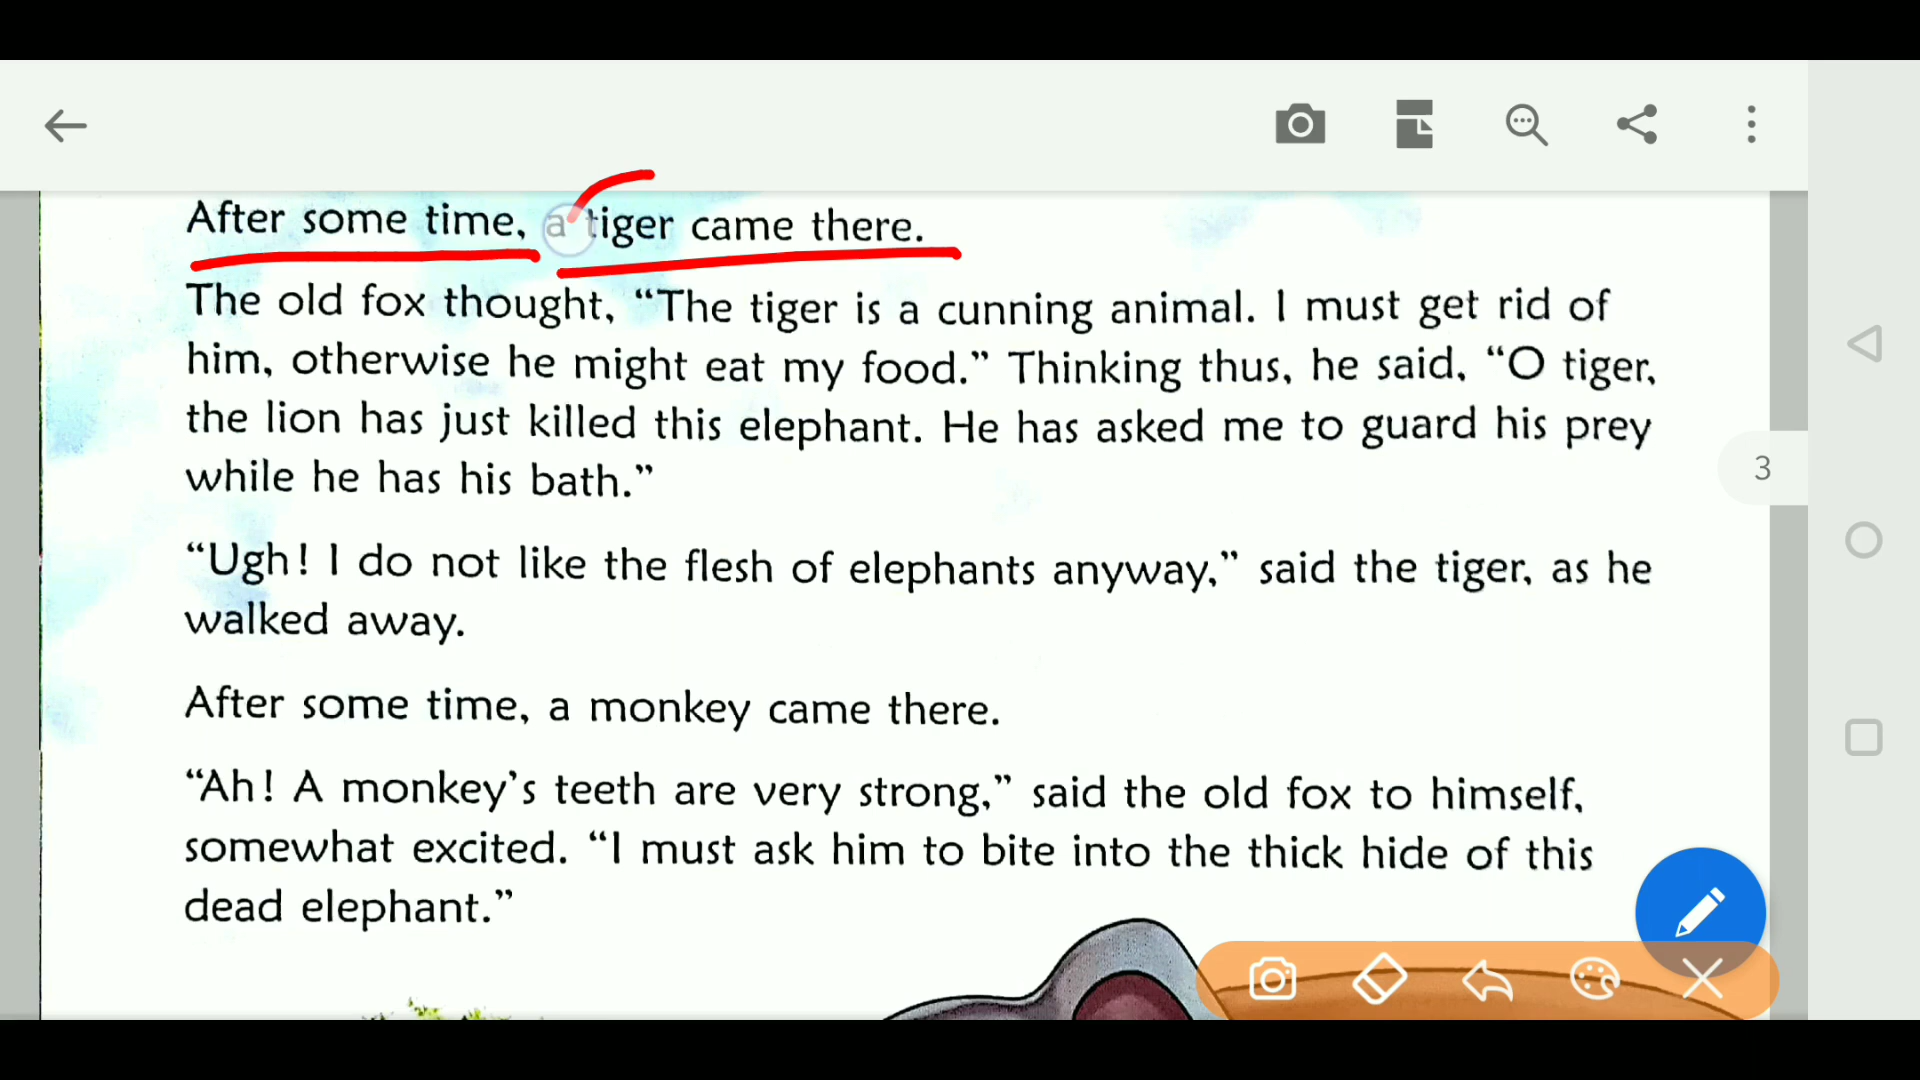 After some time, a tiger came there.
The old fox thought, “The tiger is a cunning animal. I must get rid of
him, otherwise he might eat my food.” Thinking thus, he said, “O tiger,
the lion has just killed this elephant. He has asked me to guard his prey
while he has his bath.”
3
“Ugh! I do not like the flesh of elephants anyway,” said the tiger, as he
walked away.
After some time, a monkey came there.
“Ah! A monkey’s teeth are very strong,” said the old fox to himself,
somewhat excited. “I must ask him to bite into the thick hide of this
dead elephant.”